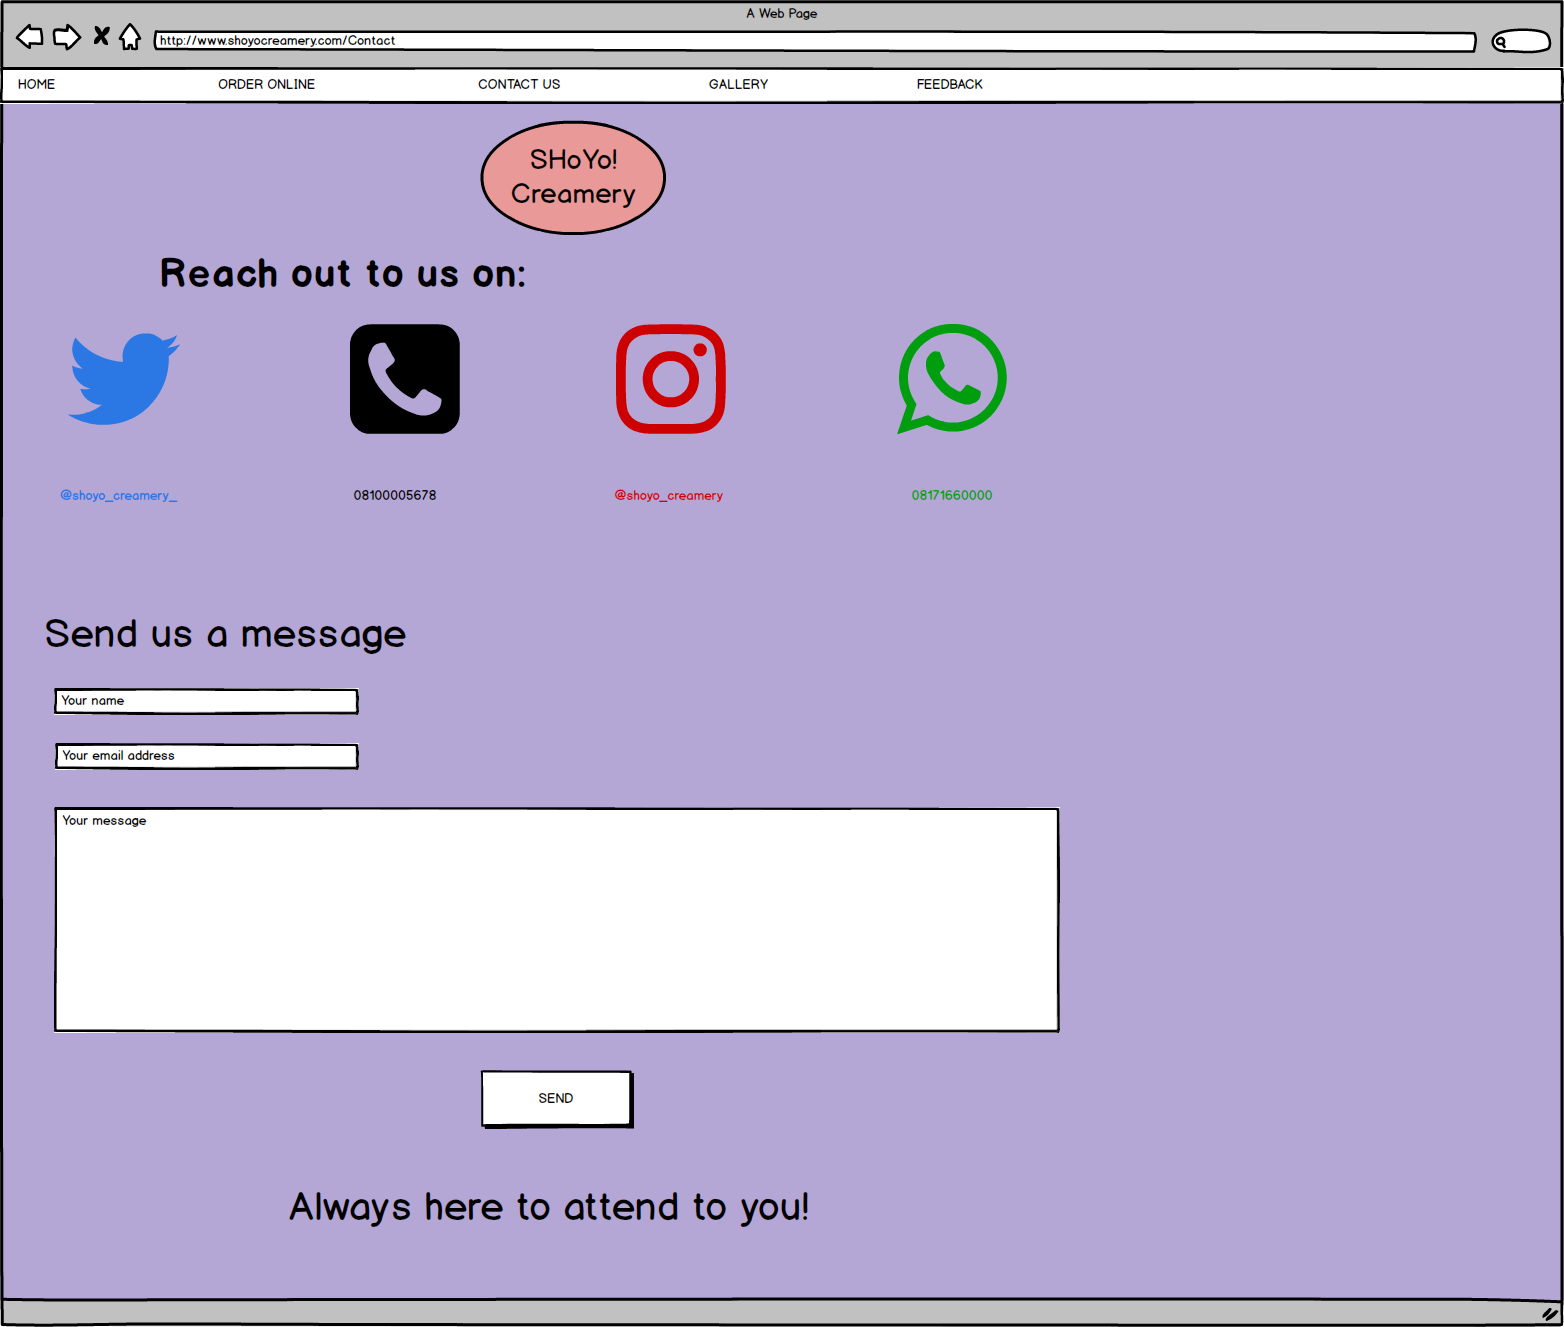 A Web Page
http://www.shoyocreamery.com/Contact
HOME ORDER ONLINE CONTACT US GALLERY FEEDBACK
SHoYo!
Creamery
Reach out to us on:
@shoyo_creamery_ 08100005678 @shoyo_creamery 08171660000
Send us a message
Your name
Your email address
Your message
SEND
Always here to attend to you!